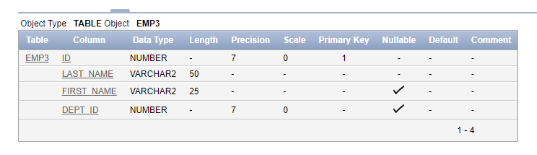 Object Type TABLE Object EMP3
Table Column Data Type Length Precision Scale Primary Key Nullable Default Comment
EMP3 ID NUMBER - 7 0 1 - - -
LAST_NAME VARCHAR2 50 - - - - - -
FIRST_NAME VARCHAR2 25 - - - ✓ - -
DEPT_ID NUMBER - 7 0 - ✓ - -
1 - 4